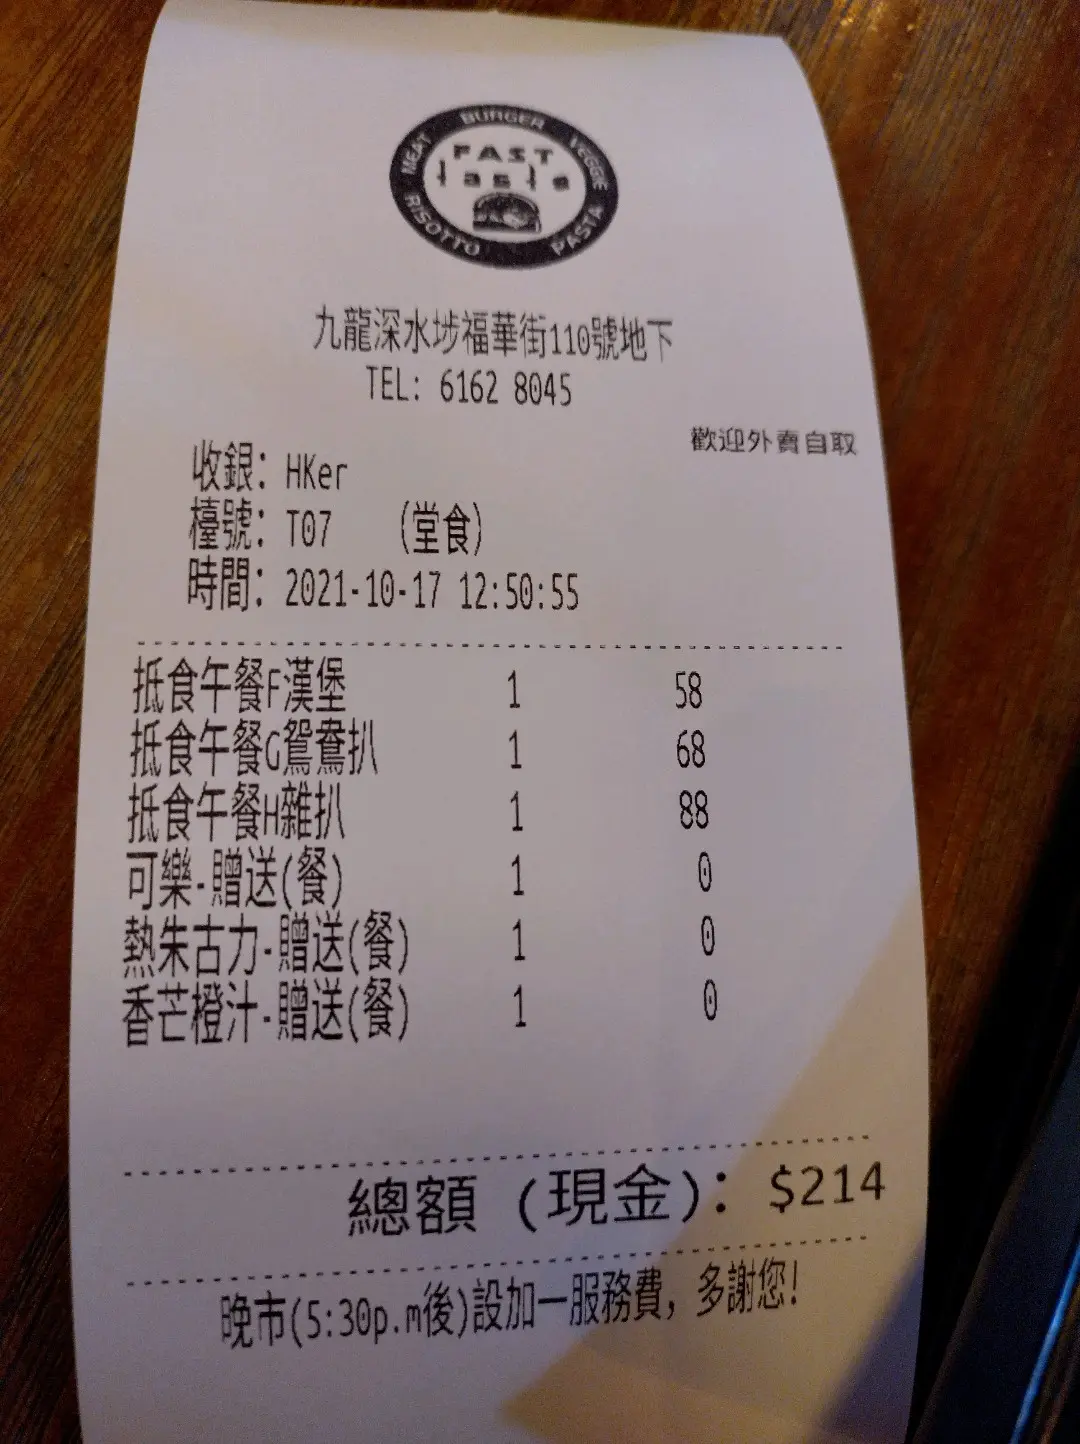 BURGER
MEAT
VEGGIE
FAST
taste
RISOTTO
PASTA
九龍深水埗福華街110號地下
TEL: 6162 8045
歡迎外賣自取
收銀: HKer
檯號: T07 (堂食)
時間: 2021-10-17 12:50:55
抵食午餐F漢堡 1 58
抵食午餐G鴛鴦扒 1 68
抵食午餐H雜扒 1 88
可樂-贈送(餐) 1 0
熱朱古力-贈送(餐) 1 0
香芒橙汁-贈送(餐) 1 0
總額 (現金): $214
晚市(5:30p.m後)設加一服務費, 多謝您!